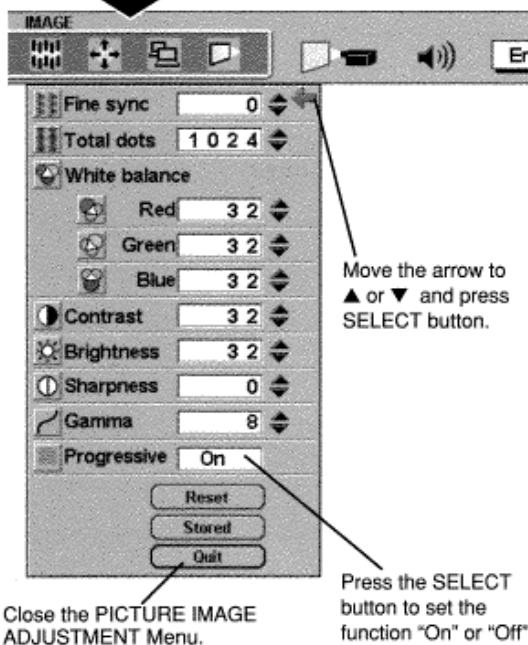 IMAGE
En
Fine sync 0
Total dots 1024
White balance
Red 32
Green 32
Blue 32
Contrast 32
Brightness 32
Sharpness 0
Gamma 8
Progressive On
Reset
Stored
Quit
Move the arrow to
▲ or ▼ and press
SELECT button.
Press the SELECT
button to set the
function “On” or “Off”
Close the PICTURE IMAGE
ADJUSTMENT Menu.